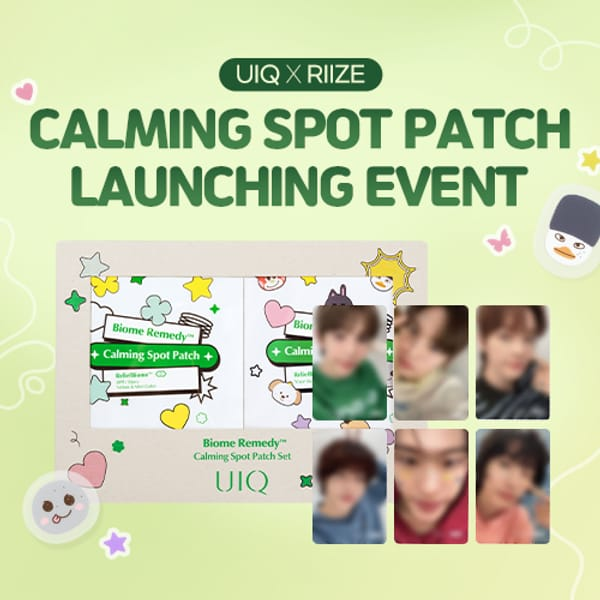 UIQ X RIIZE
CALMING SPOT PATCH
LAUNCHING EVENT
Biome Remedy™
Calming Spot Patch
ReliefBiome™
Biome Remedy™
Calming Spot Patch Set
UIQ